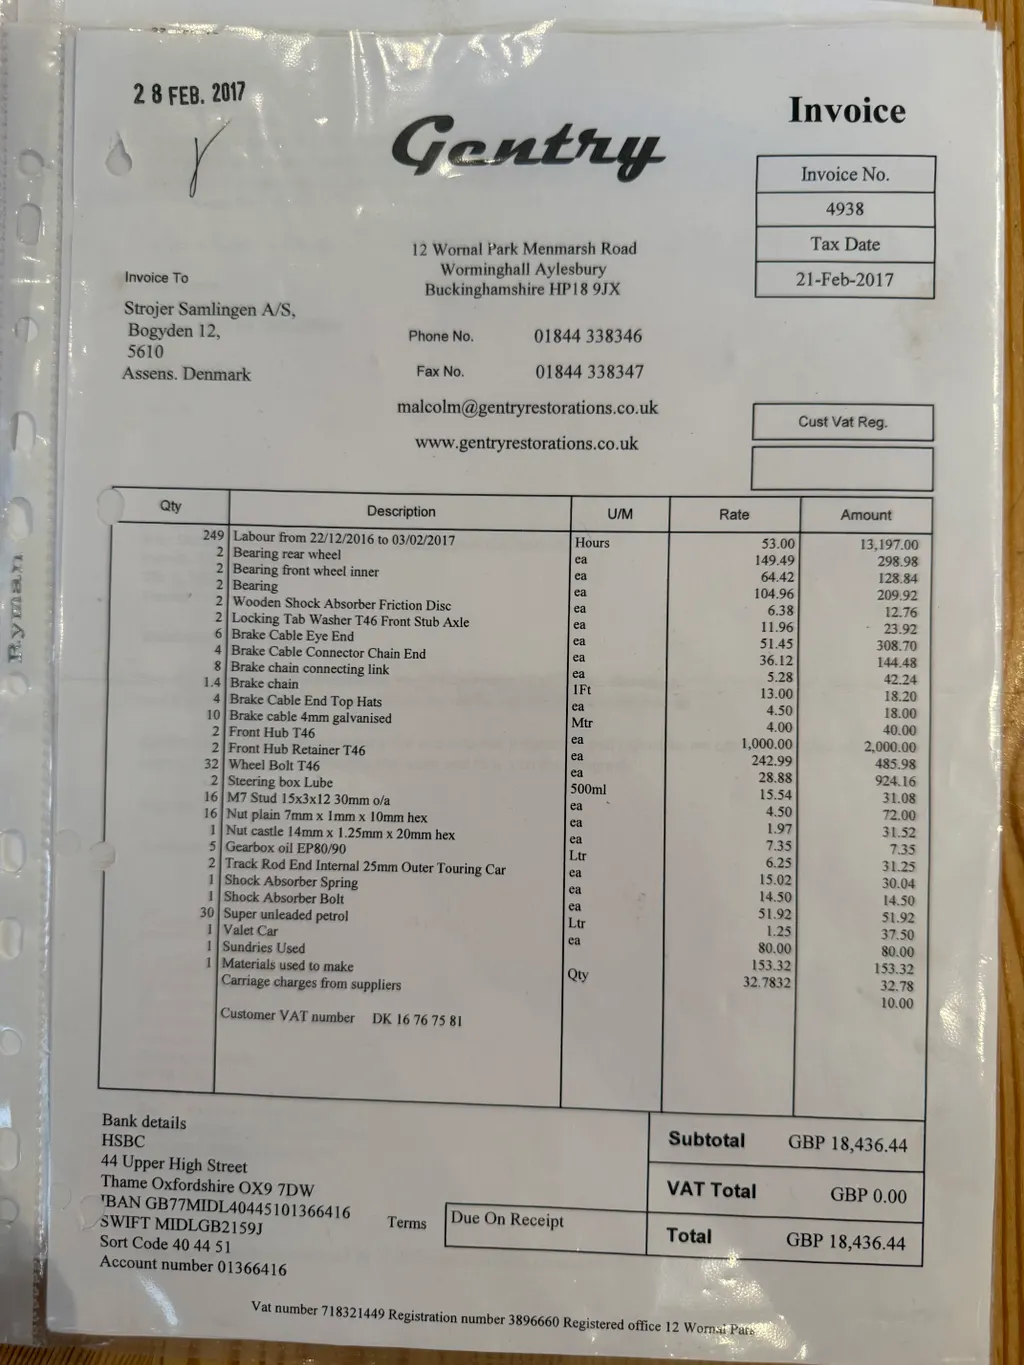 28 FEB. 2017
Gentry
Invoice
Invoice No.
4938
Tax Date
21-Feb-2017
12 Wornal Park Menmarsh Road
Worminghall Aylesbury
Buckinghamshire HP18 9JX
Invoice To
Strojer Samlingen A/S,
Bogyden 12,
5610
Assens. Denmark
Phone No. 01844 338346
Fax No. 01844 338347
malcolm@gentryrestorations.co.uk
www.gentryrestorations.co.uk
Cust Vat Reg.
Qty Description U/M Rate Amount
249 Labour from 22/12/2016 to 03/02/2017 Hours 53.00 13,197.00
2 Bearing rear wheel ea 149.49 298.98
2 Bearing front wheel inner ea 64.42 128.84
2 Bearing ea 104.96 209.92
2 Wooden Shock Absorber Friction Disc ea 6.38 12.76
2 Locking Tab Washer T46 Front Stub Axle ea 11.96 23.92
6 Brake Cable Eye End ea 51.45 308.70
4 Brake Cable Connector Chain End ea 36.12 144.48
8 Brake chain connecting link ea 5.28 42.24
1.4 Brake chain 1Ft 13.00 18.20
4 Brake Cable End Top Hats ea 4.50 18.00
10 Brake cable 4mm galvanised Mtr 4.00 40.00
2 Front Hub T46 ea 1,000.00 2,000.00
2 Front Hub Retainer T46 ea 242.99 485.98
32 Wheel Bolt T46 ea 28.88 924.16
2 Steering box Lube 500ml 15.54 31.08
16 M7 Stud 15x3x12 30mm o/a ea 4.50 72.00
16 Nut plain 7mm x 1mm x 10mm hex ea 1.97 31.52
1 Nut castle 14mm x 1.25mm x 20mm hex ea 7.35 7.35
5 Gearbox oil EP80/90 Ltr 6.25 31.25
2 Track Rod End Internal 25mm Outer Touring Car ea 15.02 30.04
1 Shock Absorber Spring ea 14.50 14.50
1 Shock Absorber Bolt ea 51.92 51.92
30 Super unleaded petrol Ltr 1.25 37.50
1 Valet Car ea 80.00 80.00
1 Sundries Used 153.32 153.32
1 Materials used to make Qty 32.7832 32.78
Carriage charges from suppliers 10.00
Customer VAT number DK 16 76 75 81
Bank details
HSBC
44 Upper High Street
Thame Oxfordshire OX9 7DW
IBAN GB77MIDL40445101366416
SWIFT MIDLGB2159J
Sort Code 40 44 51
Account number 01366416
Terms Due On Receipt
Subtotal GBP 18,436.44
VAT Total GBP 0.00
Total GBP 18,436.44
Vat number 718321449 Registration number 3896660 Registered office 12 Wornal Park
Ryman